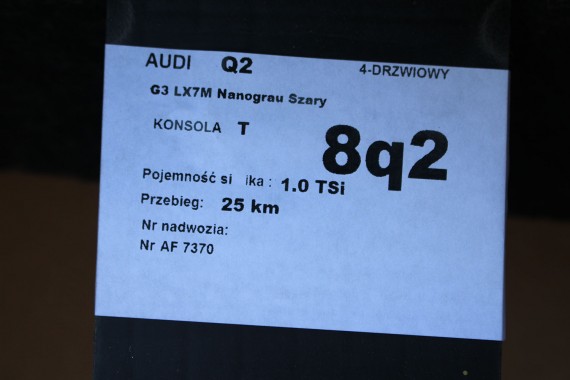 AUDI Q2 4-DRZWIOWY
G3 LX7M Nanograu Szary
KONSOLA T 8q2
Pojemność si ika : 1.0 TSi
Przebieg: 25 km
Nr nadwozia:
Nr AF 7370